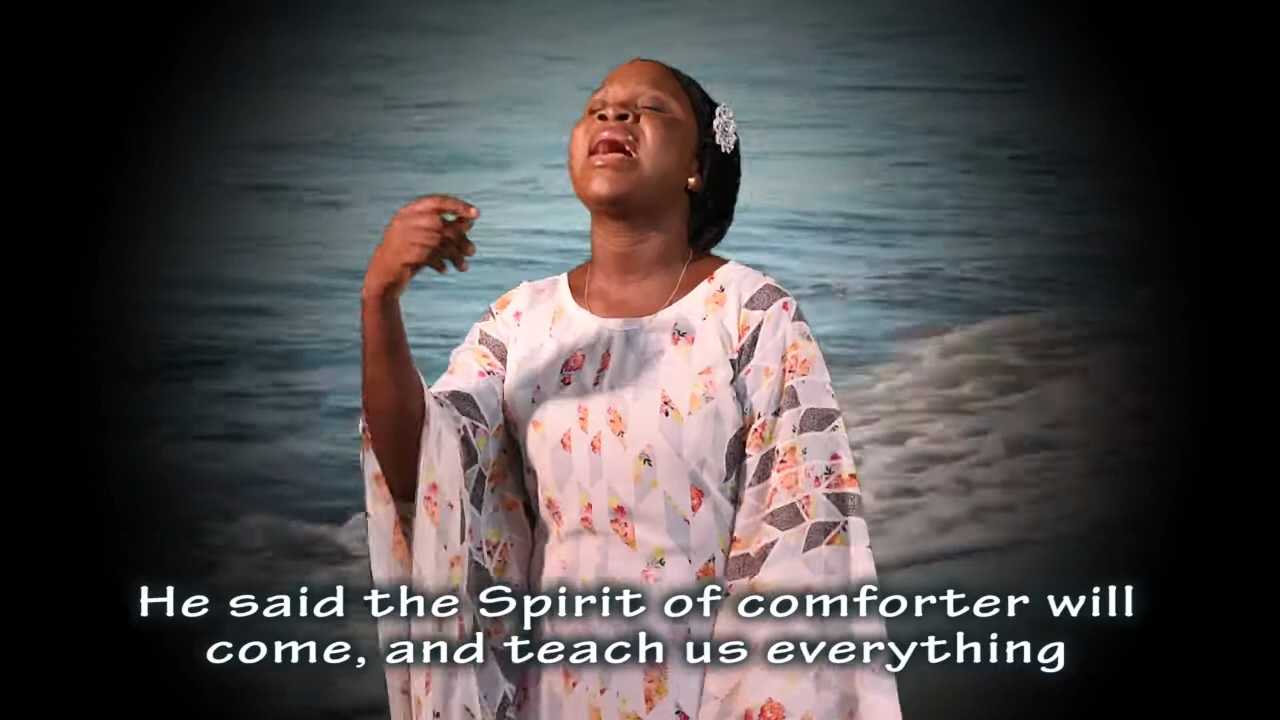 He said the Spirit of comforter will
come, and teach us everything